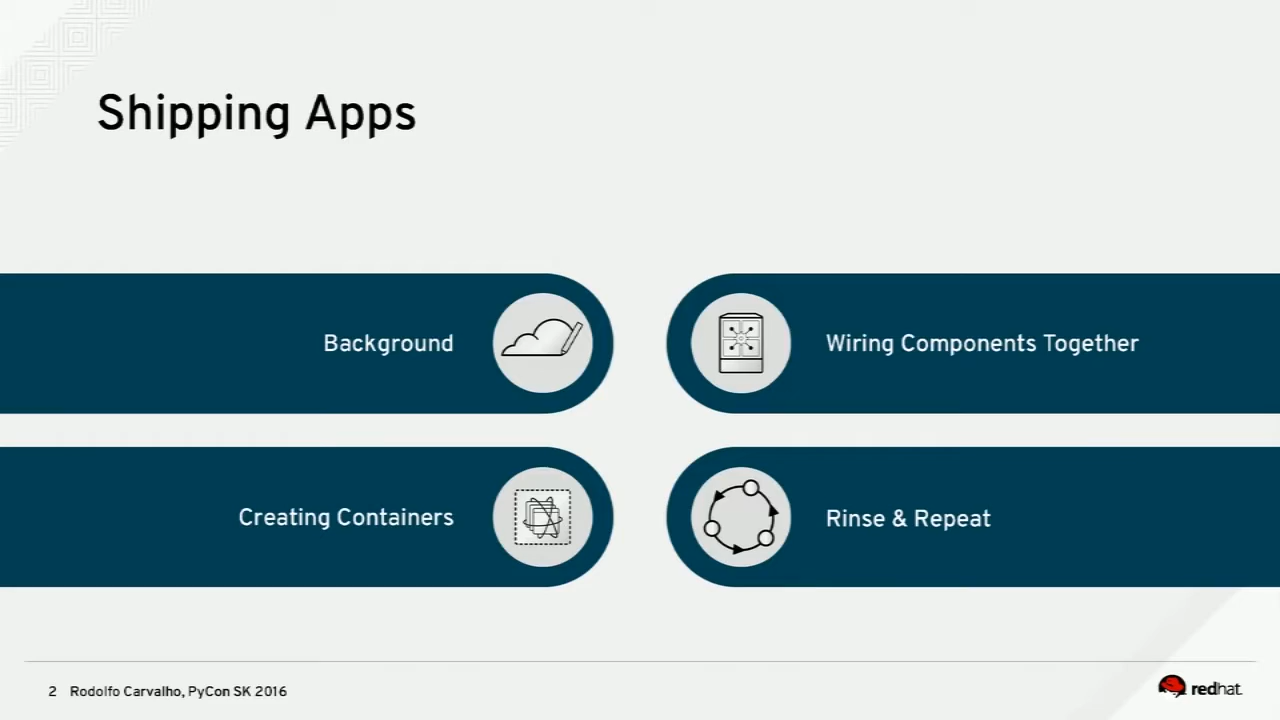 Shipping Apps
Background
Wiring Components Together
Creating Containers
Rinse & Repeat
2 Rodolfo Carvalho, PyCon SK 2016
redhat.